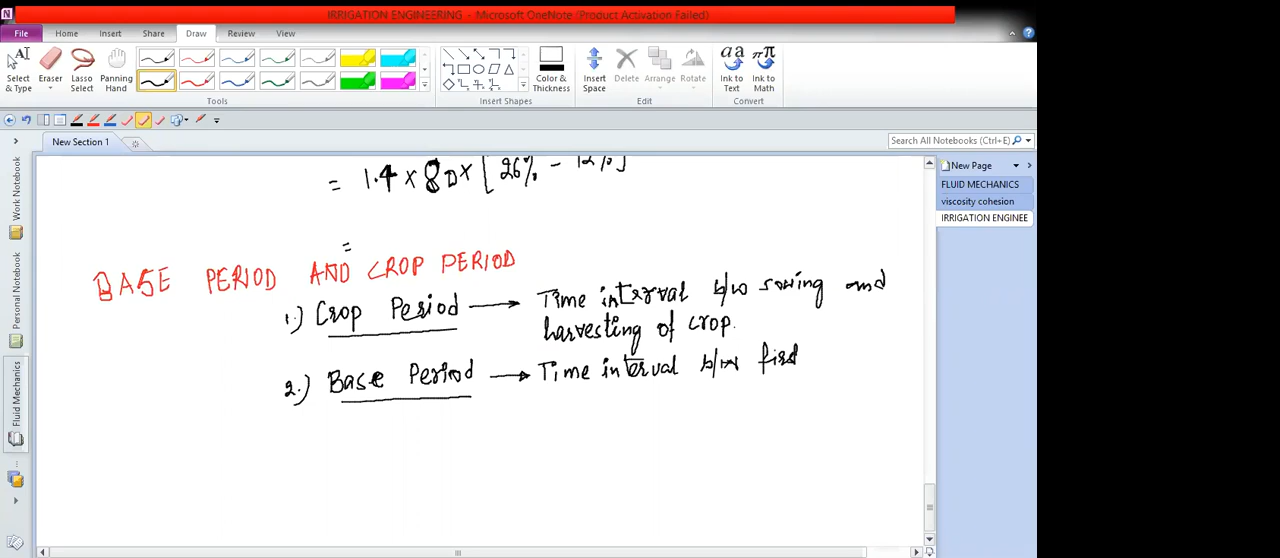 IRRIGATION ENGINEERING - Microsoft OneNote (Product Activation Failed)
File Home Insert Share Draw Review View
Select & Type Eraser Lasso Select Panning Hand Color & Thickness Insert Space Delete Arrange Rotate Ink to Text Ink to Math
Tools Insert Shapes Edit Convert
New Section 1 Search All Notebooks (Ctrl+E)
New Page
FLUID MECHANICS
viscosity cohesion
IRRIGATION ENGINEE
Work Notebook
Personal Notebook
Fluid Mechanics
= 1.4 × 80 × [26% - 12%]
=
BASE PERIOD AND CROP PERIOD
1.) Crop Period → Time interval b/w sowing and
harvesting of crop.
2.) Base Period → Time interval b/w first